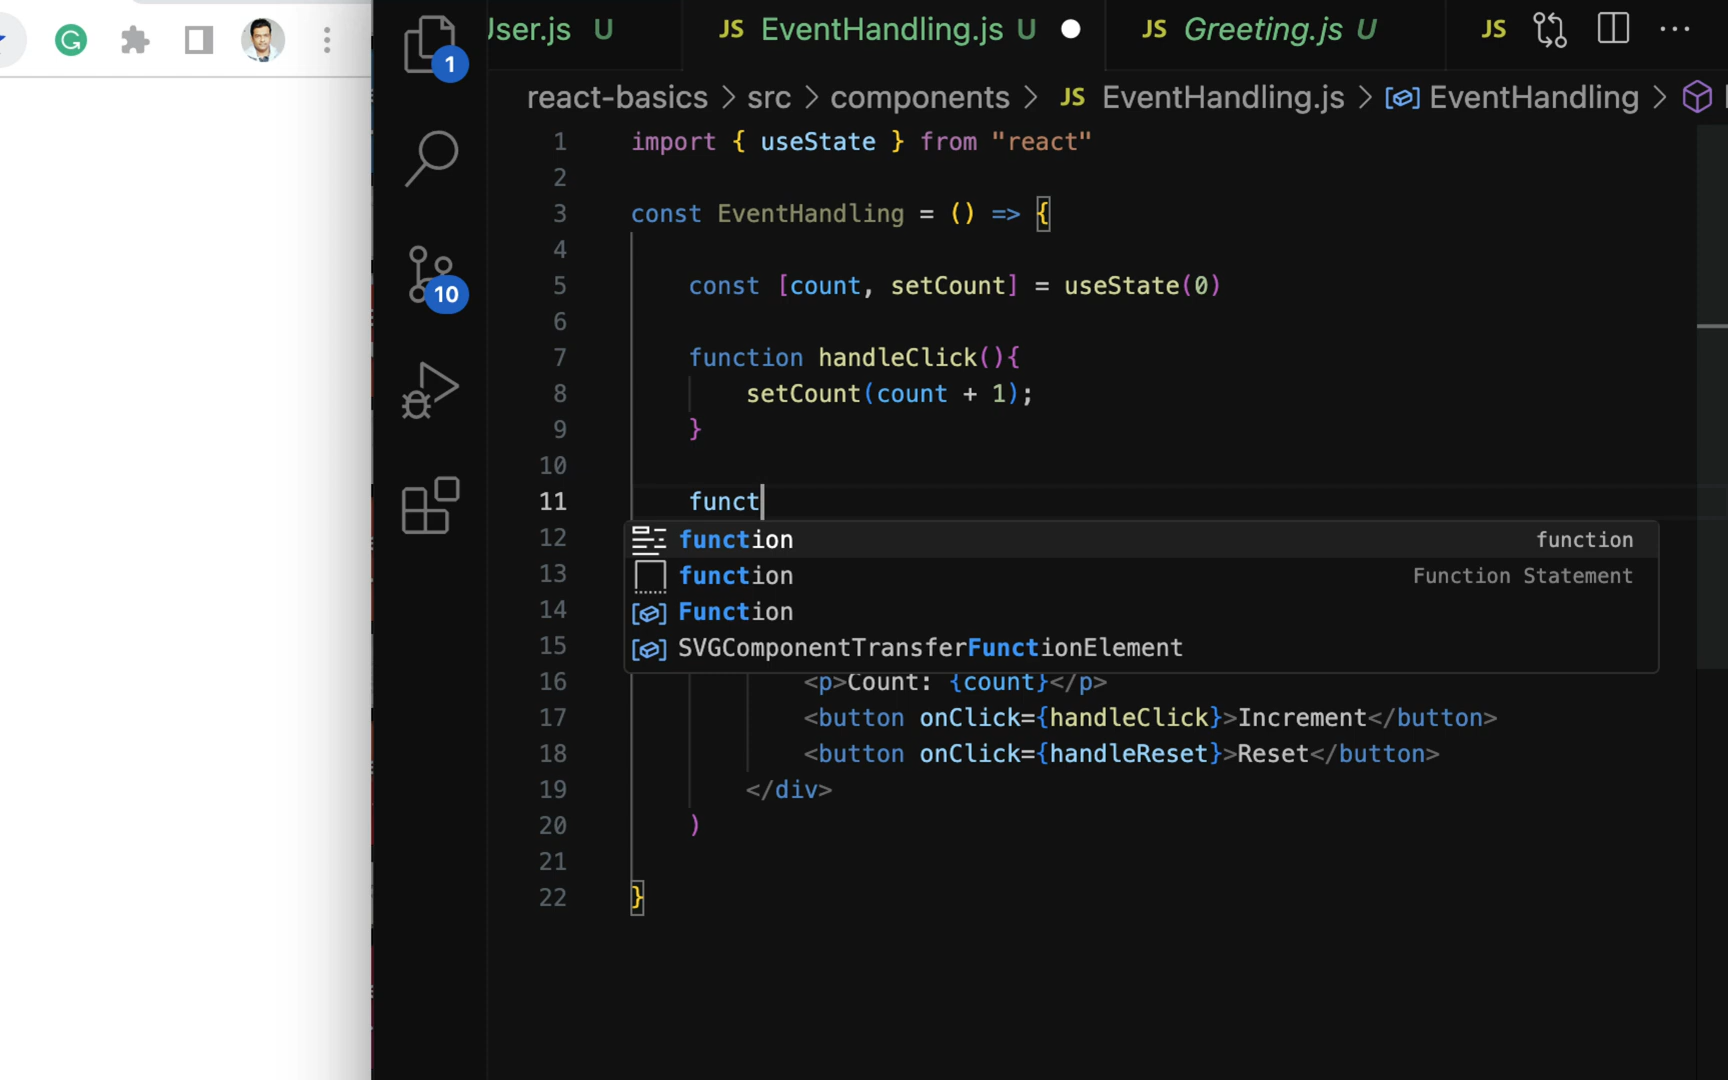 User.js U JS EventHandling.js U JS Greeting.js U JS
1
react-basics > src > components > JS EventHandling.js > EventHandling >
1 import { useState } from "react"
2
3 const EventHandling = () => {
4
5 const [count, setCount] = useState(0)
6
7 function handleClick(){
8 setCount(count + 1);
9 }
10
10
11 funct
12 function function
13 function Function Statement
14 Function
15 SVGComponentTransferFunctionElement
16 <p>Count: {count}</p>
17 <button onClick={handleClick}>Increment</button>
18 <button onClick={handleReset}>Reset</button>
19 </div>
20 )
21
22 }